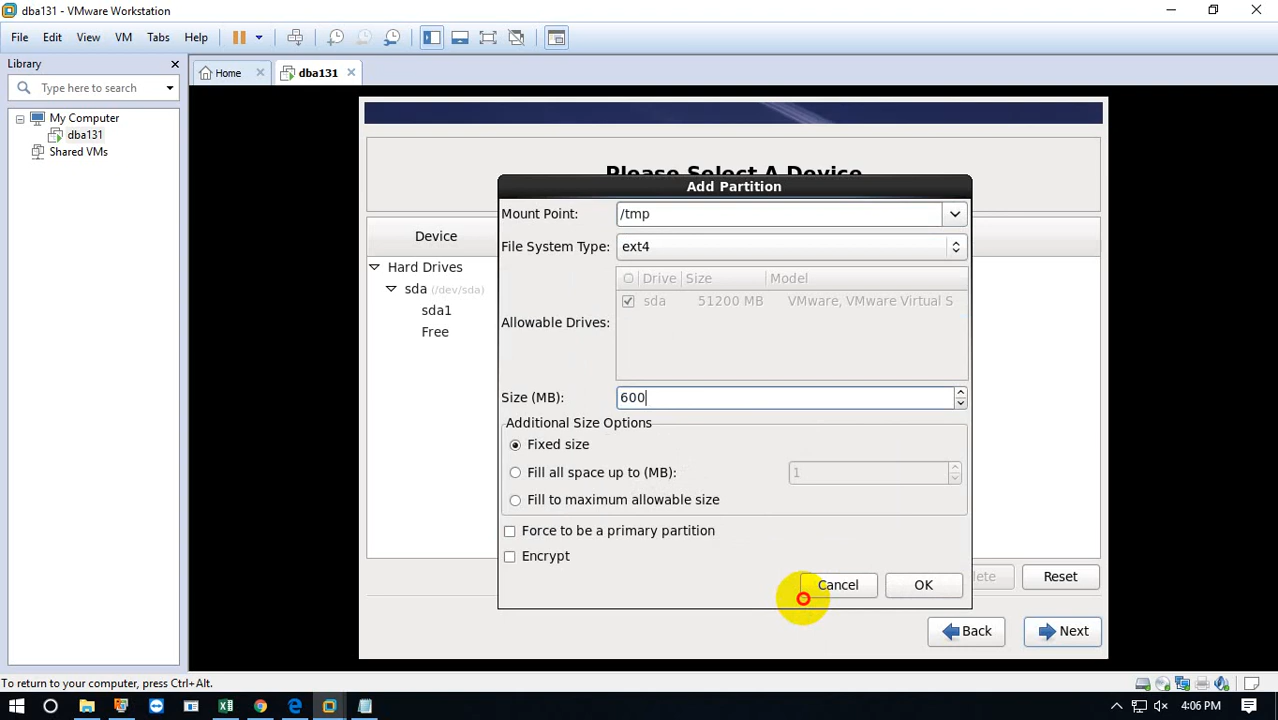 dba131 - VMware Workstation
File Edit View VM Tabs Help
Library
Type here to search
My Computer
dba131
Shared VMs
Home
dba131
Please Select A Device
Device
Hard Drives
sda (/dev/sda)
sda1
Free
Add Partition
Mount Point: /tmp
File System Type: ext4
Drive Size Model
sda 51200 MB VMware, VMware Virtual S
Allowable Drives:
Size (MB): 600
Additional Size Options
Fixed size
Fill all space up to (MB): 1
Fill to maximum allowable size
Force to be a primary partition
Encrypt
Cancel OK
lete Reset
Back Next
To return to your computer, press Ctrl+Alt.
4:06 PM